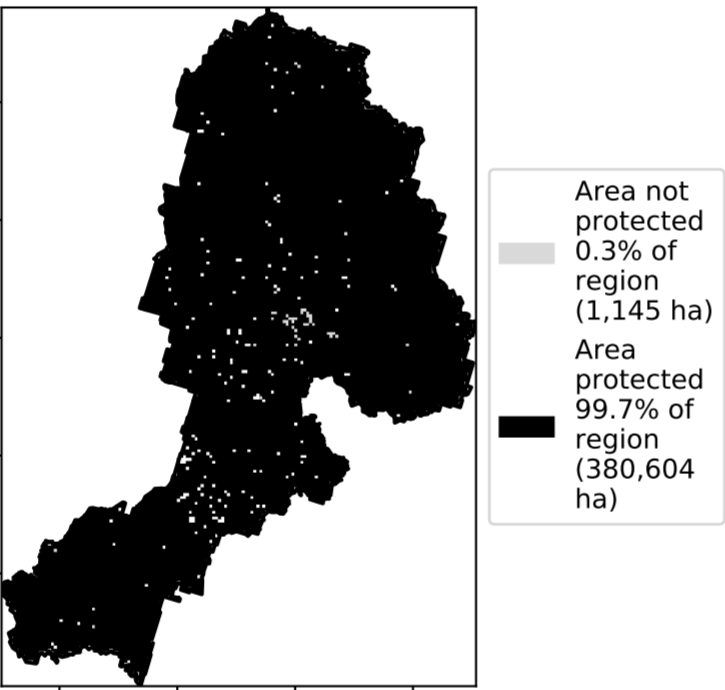 Area not
protected
0.3% of
region
(1,145 ha)
Area
protected
99.7% of
region
(380,604
ha)